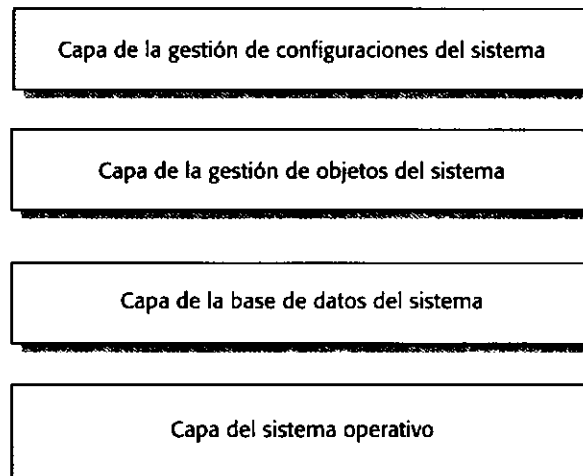 Capa de la gestión de configuraciones del sistema
Capa de la gestión de objetos del sistema
Capa de la base de datos del sistema
Capa del sistema operativo